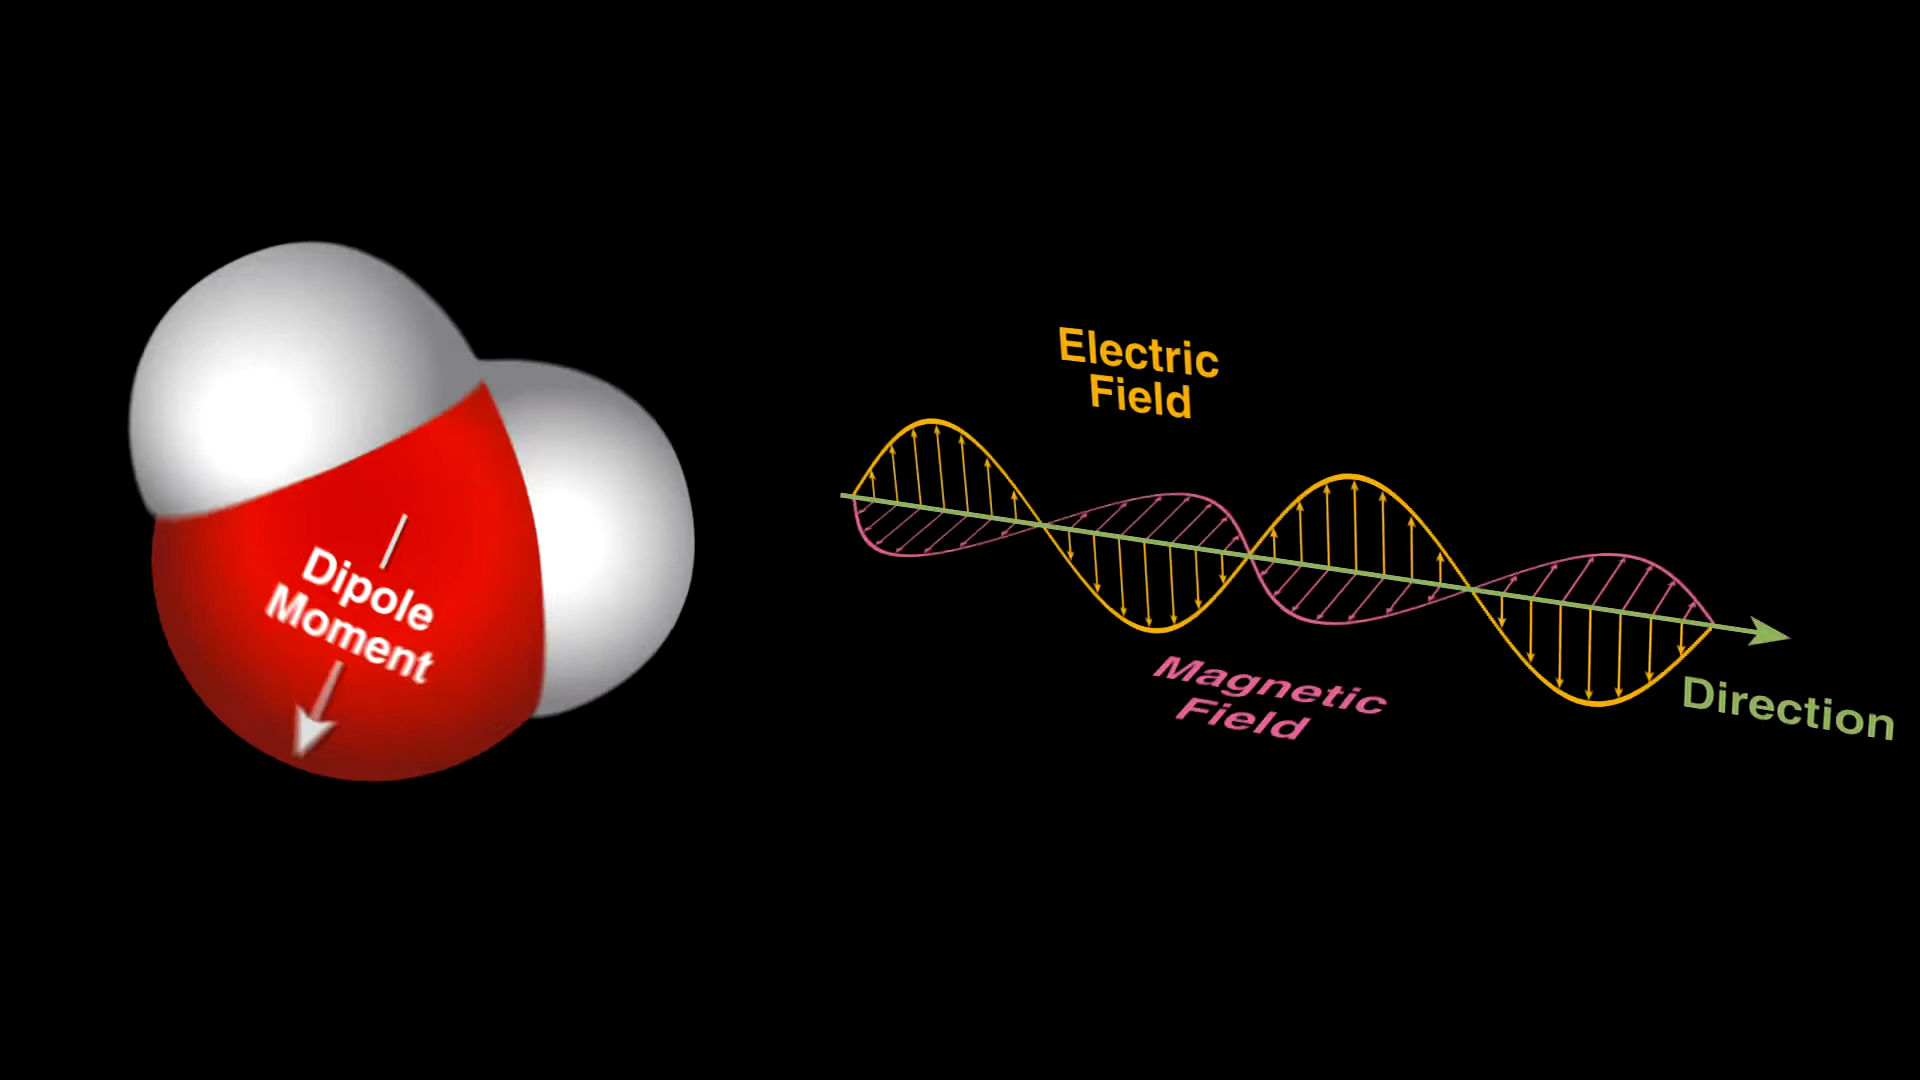 Dipole
Moment
Electric
Field
Magnetic
Field
Direction